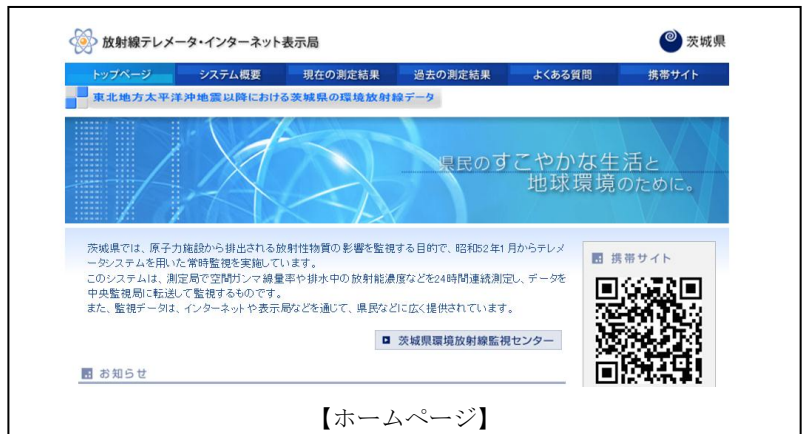 放射線テレメータ・インターネット表示局
茨城県
トップページ システム概要 現在の測定結果 過去の測定結果 よくある質問 携帯サイト
東北地方太平洋沖地震以降における茨城県の環境放射線データ
県民のすこやかな生活と
地球環境のために。
茨城県では、原子力施設から排出される放射性物質の影響を監視する目的で、昭和52年1月からテレメ
ータシステムを用いた常時監視を実施しています。
このシステムは、測定局で空間ガンマ線量率や排水中の放射能濃度などを24時間連続測定し、データを
中央監視局に転送して監視するものです。
また、監視データは、インターネットや表示局などを通じて、県民などに広く提供されています。
携帯サイト
茨城県環境放射線監視センター
お知らせ
【ホームページ】